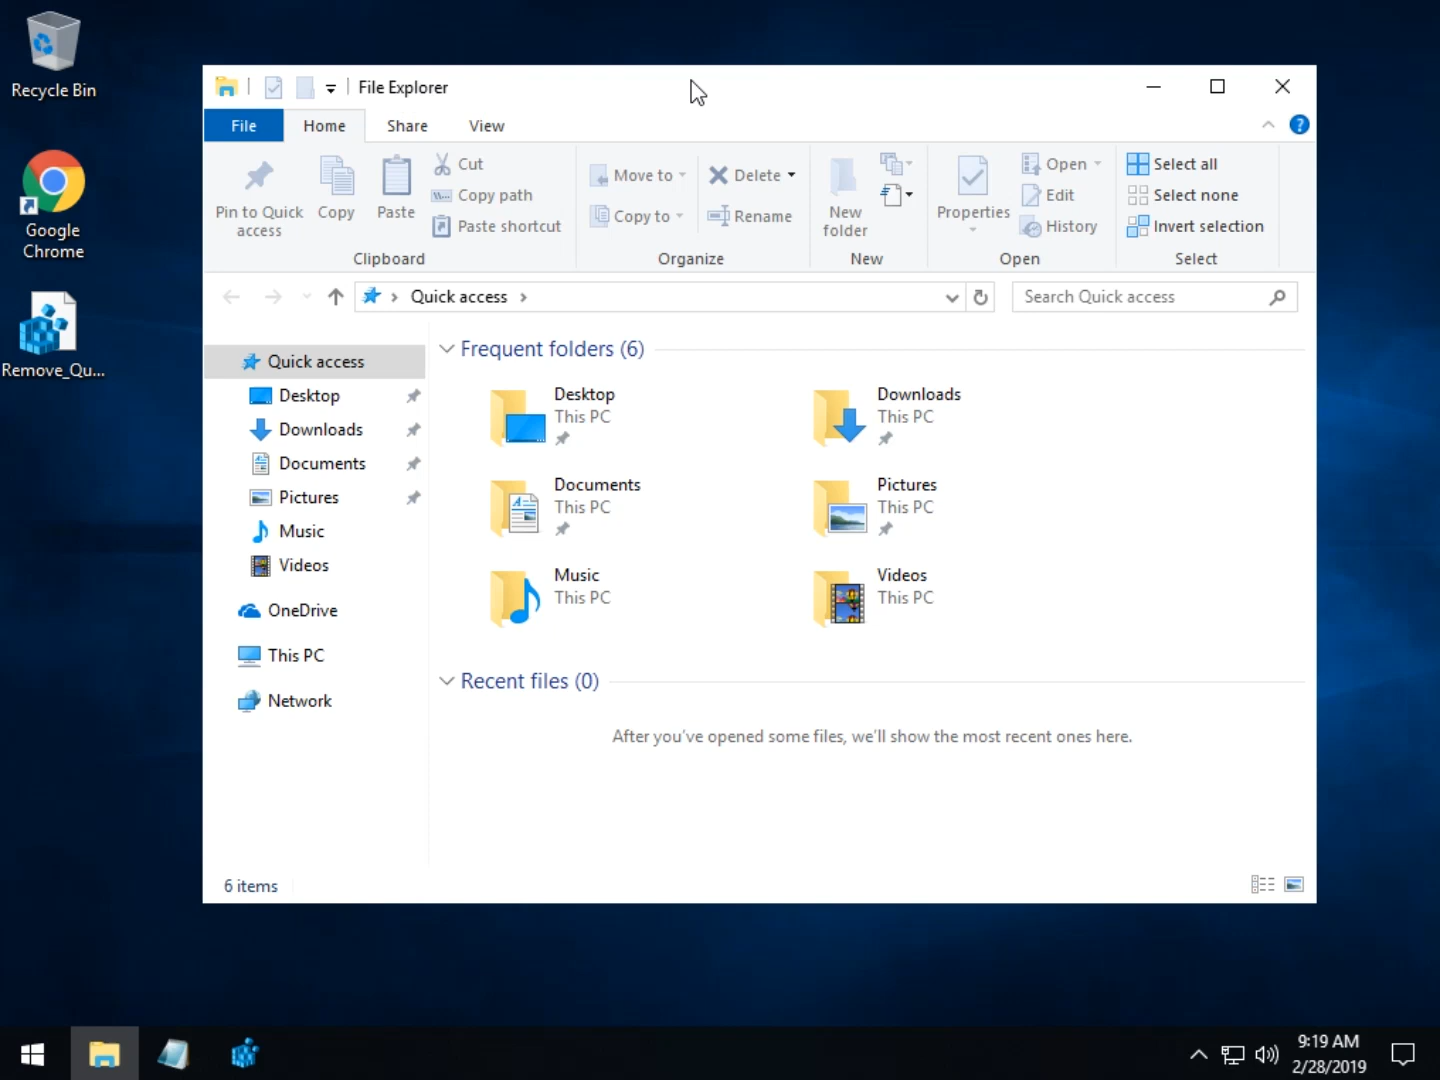 Recycle Bin
Google
Chrome
Remove_Qu...
File Explorer
File
Home
Share
View
Pin to Quick
access
Copy
Paste
Cut
Copy path
Paste shortcut
Clipboard
Move to
Copy to
Delete
Rename
Organize
New
folder
New
Properties
Open
Edit
History
Open
Select all
Select none
Invert selection
Select
Quick access
Search Quick access
Quick access
Desktop
Downloads
Documents
Pictures
Music
Videos
OneDrive
This PC
Network
Frequent folders (6)
Desktop
This PC
Downloads
This PC
Documents
This PC
Pictures
This PC
Music
This PC
Videos
This PC
Recent files (0)
After you've opened some files, we'll show the most recent ones here.
6 items
9:19 AM
2/28/2019